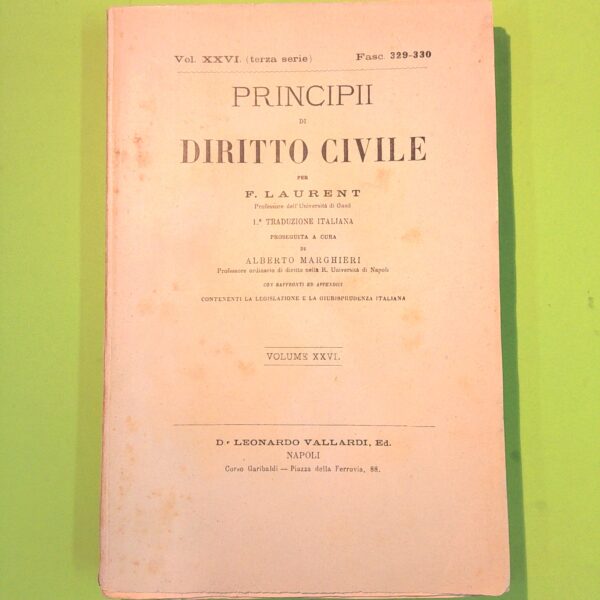 Vol. XXVI. (terza serie) Fasc. 329-330
PRINCIPII
DI
DIRITTO CIVILE
PER
F. LAURENT
Professore dell'Università di Gand
1.ª TRADUZIONE ITALIANA
PROSEGUITA A CURA
DI
ALBERTO MARGHIERI
Professore ordinario di diritto nella R. Università di Napoli
CON RAFFRONTI ED APPENDICI
CONTENENTI LA LEGISLAZIONE E LA GIURISPRUDENZA ITALIANA
VOLUME XXVI.
D.r LEONARDO VALLARDI, Ed.
NAPOLI
Corso Garibaldi — Piazza della Ferrovia, 88.